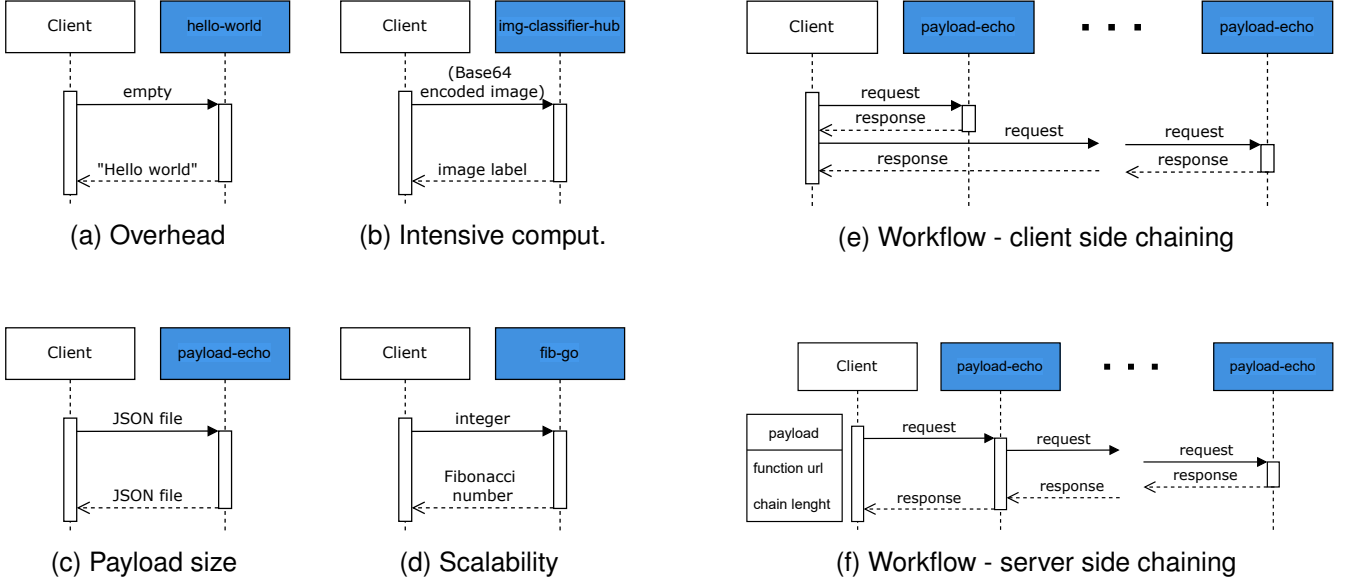 Client
hello-world
empty
"Hello world"
(a) Overhead
Client
img-classifier-hub
(Base64
encoded image)
image label
(b) Intensive comput.
Client
payload-echo
payload-echo
request
response
request
response
request
response
(e) Workflow - client side chaining
Client
payload-echo
JSON file
JSON file
(c) Payload size
Client
fib-go
integer
Fibonacci
number
(d) Scalability
Client
payload-echo
payload-echo
payload
function url
chain lenght
request
response
request
response
request
response
(f) Workflow - server side chaining